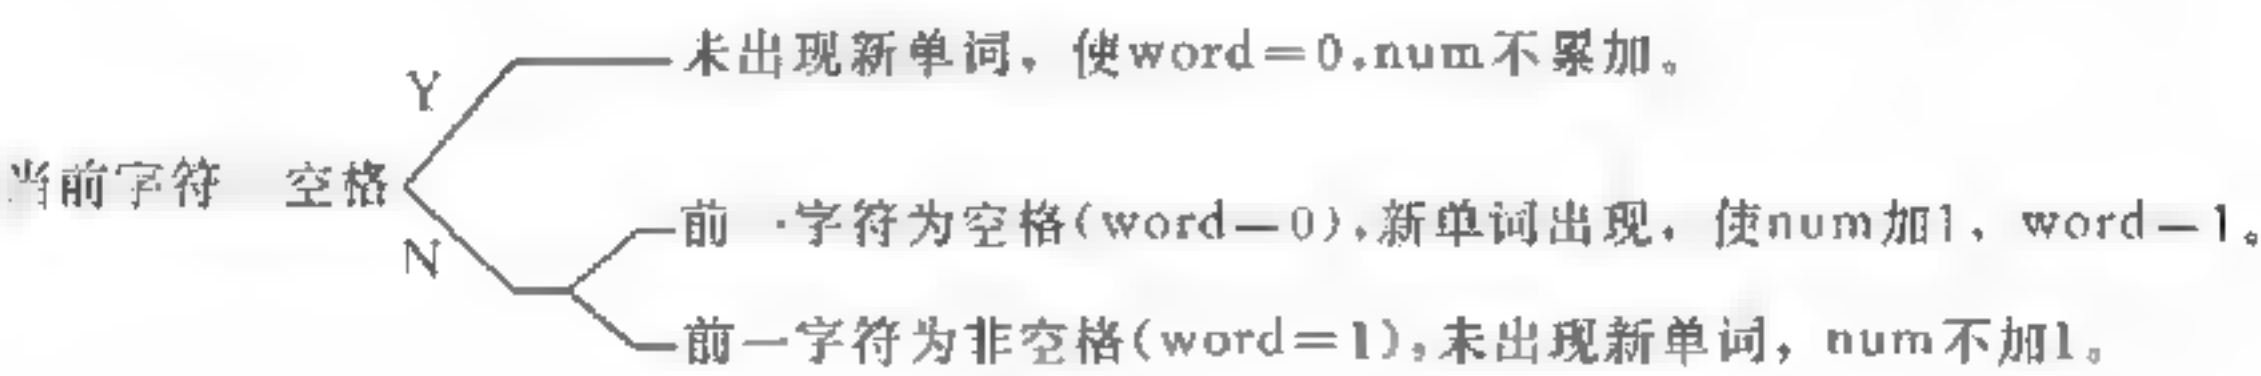 未出现新单词，使word=0,num不累加。
Y
当前字符 空格
前一字符为空格(word=0),新单词出现，使num加1，word=1。
N
前一字符为非空格(word=1),未出现新单词，num不加1。